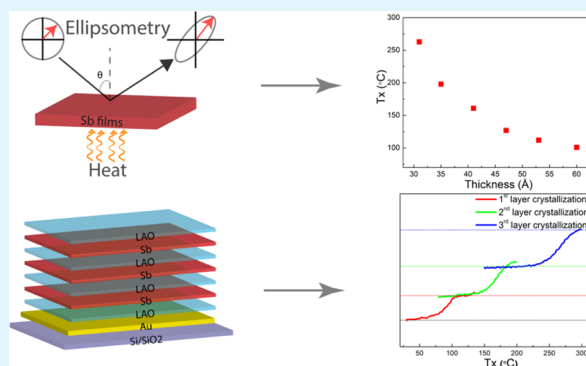 Ellipsometry
θ
Sb films
Heat
Tx (°C)
300
250
200
150
100
30 35 40 45 50 55 60
Thickness (Å)
LAO
Sb
LAO
Sb
LAO
Sb
LAO
Au
Si/SiO2
1st layer crystallization
2nd layer crystallization
3rd layer crystallization
50 100 150 200 250 300
Tx (°C)